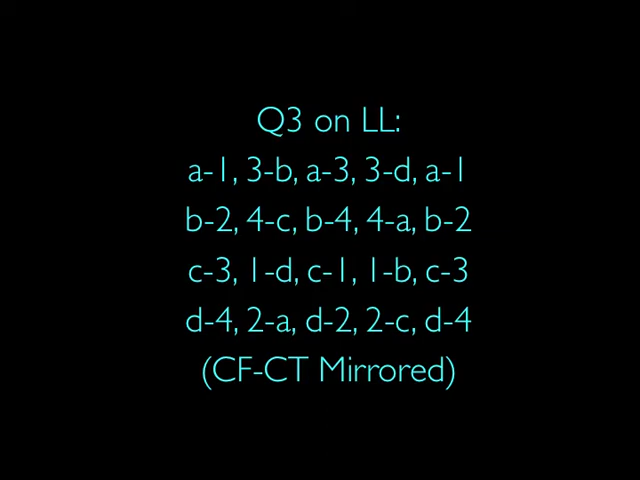 Q3 on LL:
a-1, 3-b, a-3, 3-d, a-1
b-2, 4-c, b-4, 4-a, b-2
c-3, 1-d, c-1, 1-b, c-3
d-4, 2-a, d-2, 2-c, d-4
(CF-CT Mirrored)